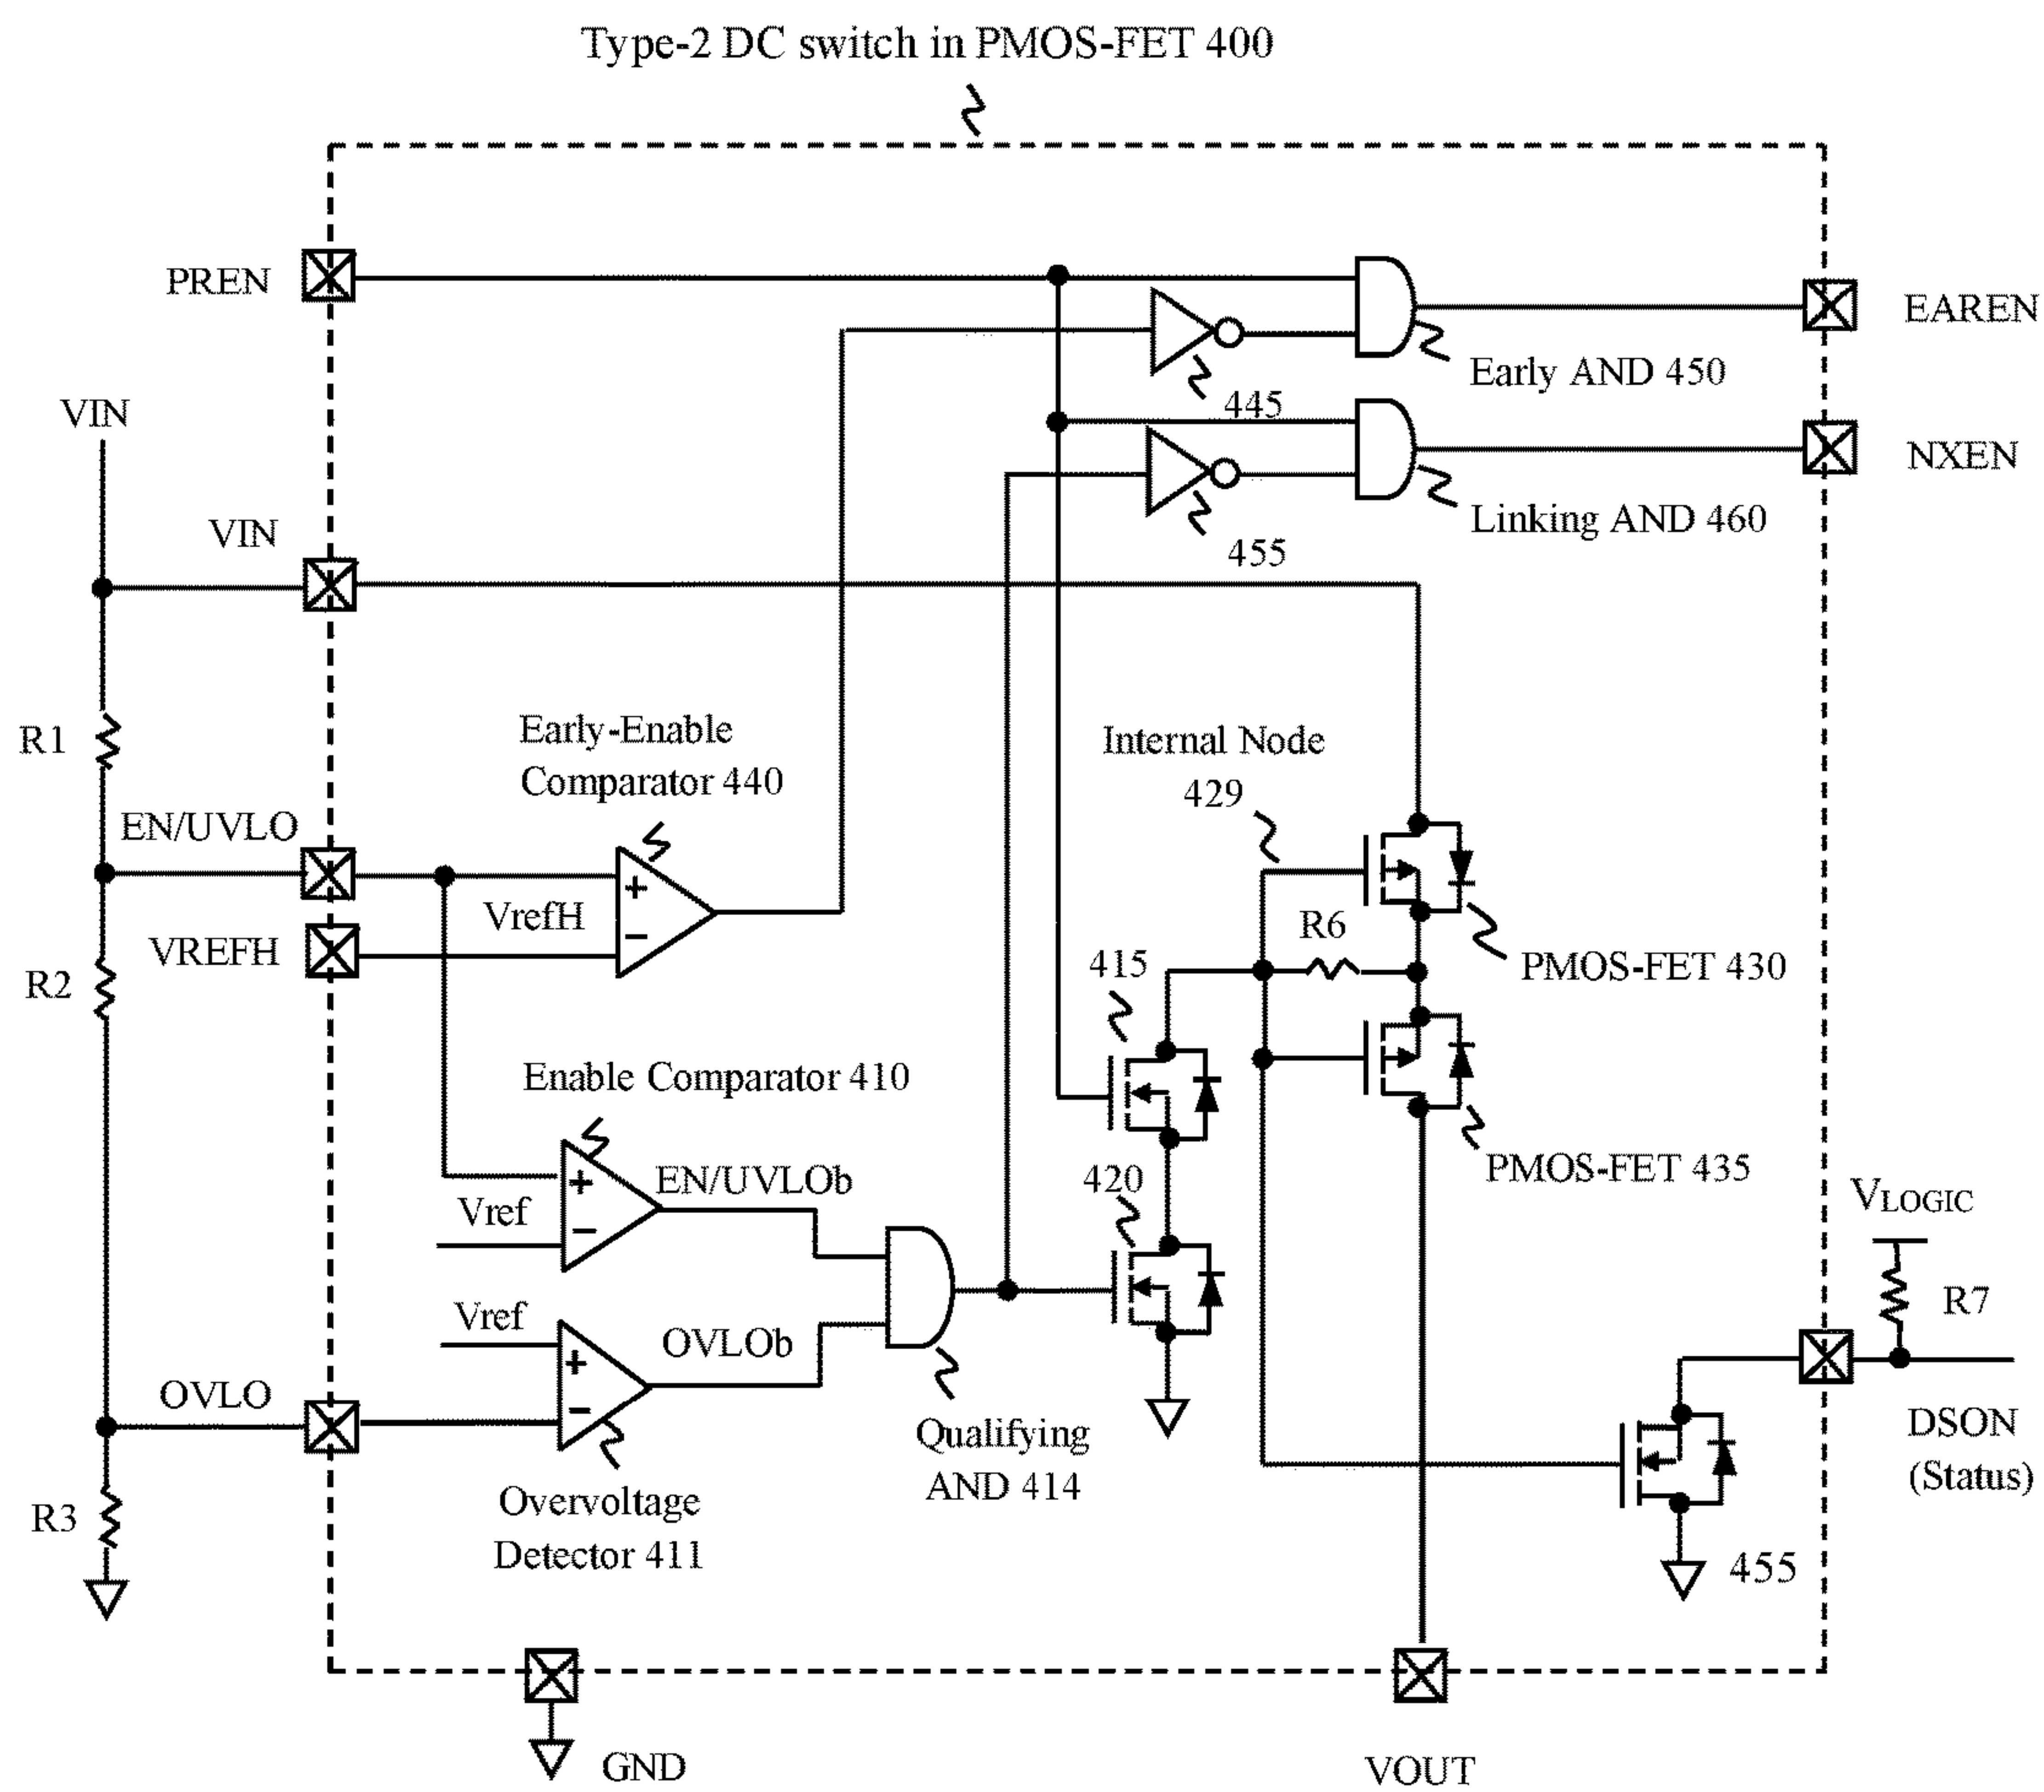 Type-2 DC switch in PMOS-FET 400
PREN
EAREN
Early AND 450
445
VIN
NXEN
Linking AND 460
VIN
455
R1
Early-Enable
Comparator 440
Internal Node
429
EN/UVLO
+
VrefH
−
VREFH
R6
415
PMOS-FET 430
R2
Enable Comparator 410
EN/UVLOb
+
Vref
−
420
PMOS-FET 435
VLOGIC
Vref
+
OVLOb
−
R7
OVLO
Qualifying
AND 414
DSON
(Status)
R3
Overvoltage
Detector 411
455
GND
VOUT